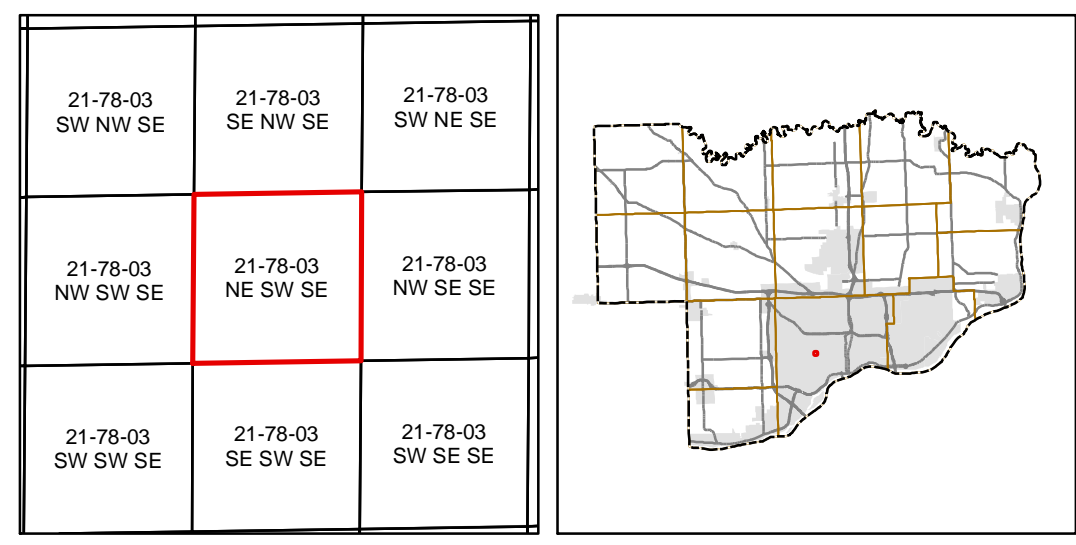 21-78-03
SW NW SE
21-78-03
SE NW SE
21-78-03
SW NE SE
21-78-03
NW SW SE
21-78-03
NE SW SE
21-78-03
NW SE SE
21-78-03
SW SW SE
21-78-03
SE SW SE
21-78-03
SW SE SE